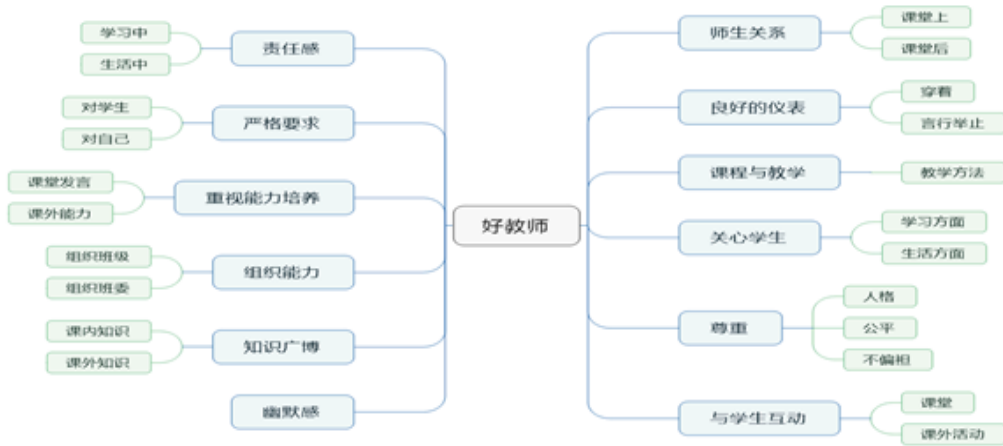 好教师
责任感
学习中
生活中
严格要求
对学生
对自己
重视能力培养
课堂发言
课外能力
组织能力
组织班级
组织班委
知识广博
课内知识
课外知识
幽默感
师生关系
课堂上
课堂后
良好的仪表
穿着
言行举止
课程与教学
教学方法
关心学生
学习方面
生活方面
尊重
人格
公平
不偏袒
与学生互动
课堂
课外活动